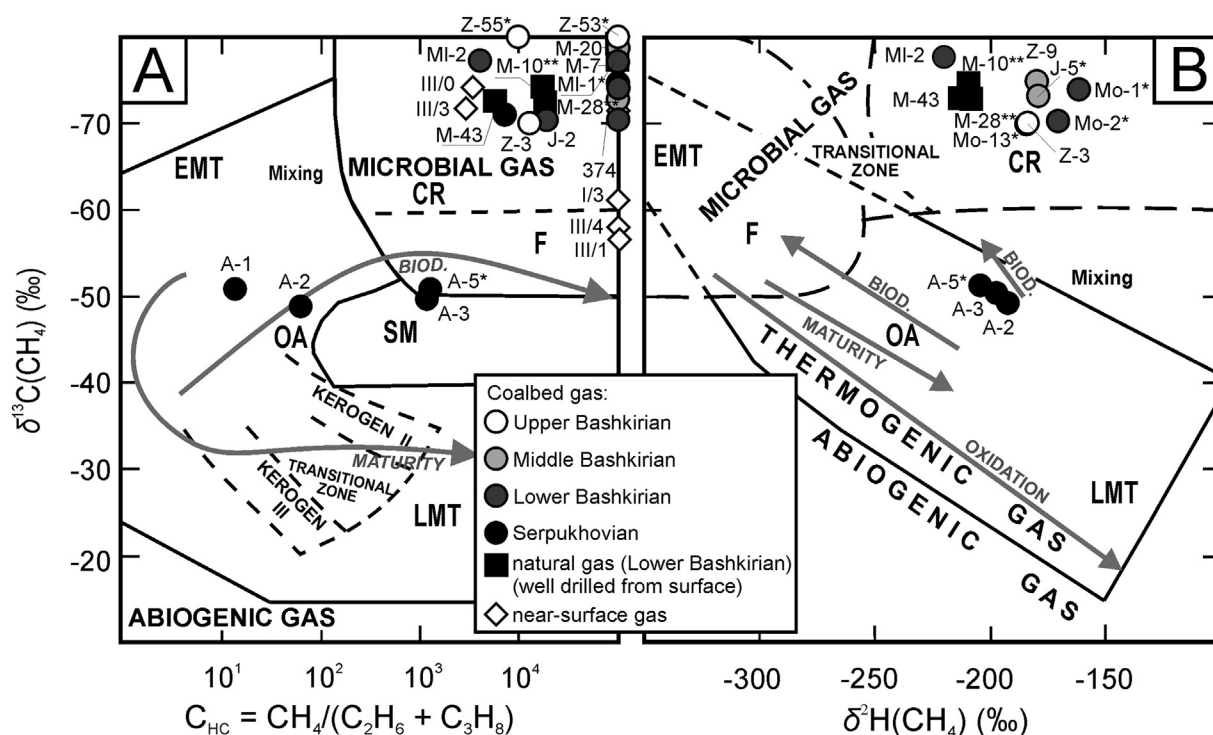 A
B
Z-55*
Z-53*
MI-2
M-20
M-10**
M-7
III/0
MI-1*
III/3
M-28**
M-43
Z-3
J-2
374
I/3
III/4
III/1
EMT
Mixing
MICROBIAL GAS
CR
F
A-1
A-2
BIOD.
A-5*
A-3
OA
SM
KEROGEN II
TRANSITIONAL
ZONE
KEROGEN
III
MATURITY
LMT
ABIOGENIC GAS
-70
-60
-50
-40
-30
-20
δ¹³C(CH₄) (‰)
10¹
10²
10³
10⁴
C_HC = CH₄/(C₂H₆ + C₃H₈)
Coalbed gas:
Upper Bashkirian
Middle Bashkirian
Lower Bashkirian
Serpukhovian
natural gas (Lower Bashkirian)
(well drilled from surface)
near-surface gas
MI-2
M-10**
Z-9
J-5*
Mo-1*
M-43
M-28**
Mo-13*
Mo-2*
Z-3
CR
EMT
MICROBIAL GAS
TRANSITIONAL
ZONE
F
Mixing
BIOD.
A-5*
A-3
A-2
BIOD.
OA
MATURITY
THERMOGENIC GAS
OXIDATION
LMT
ABIOGENIC GAS
-300
-250
-200
-150
δ²H(CH₄) (‰)